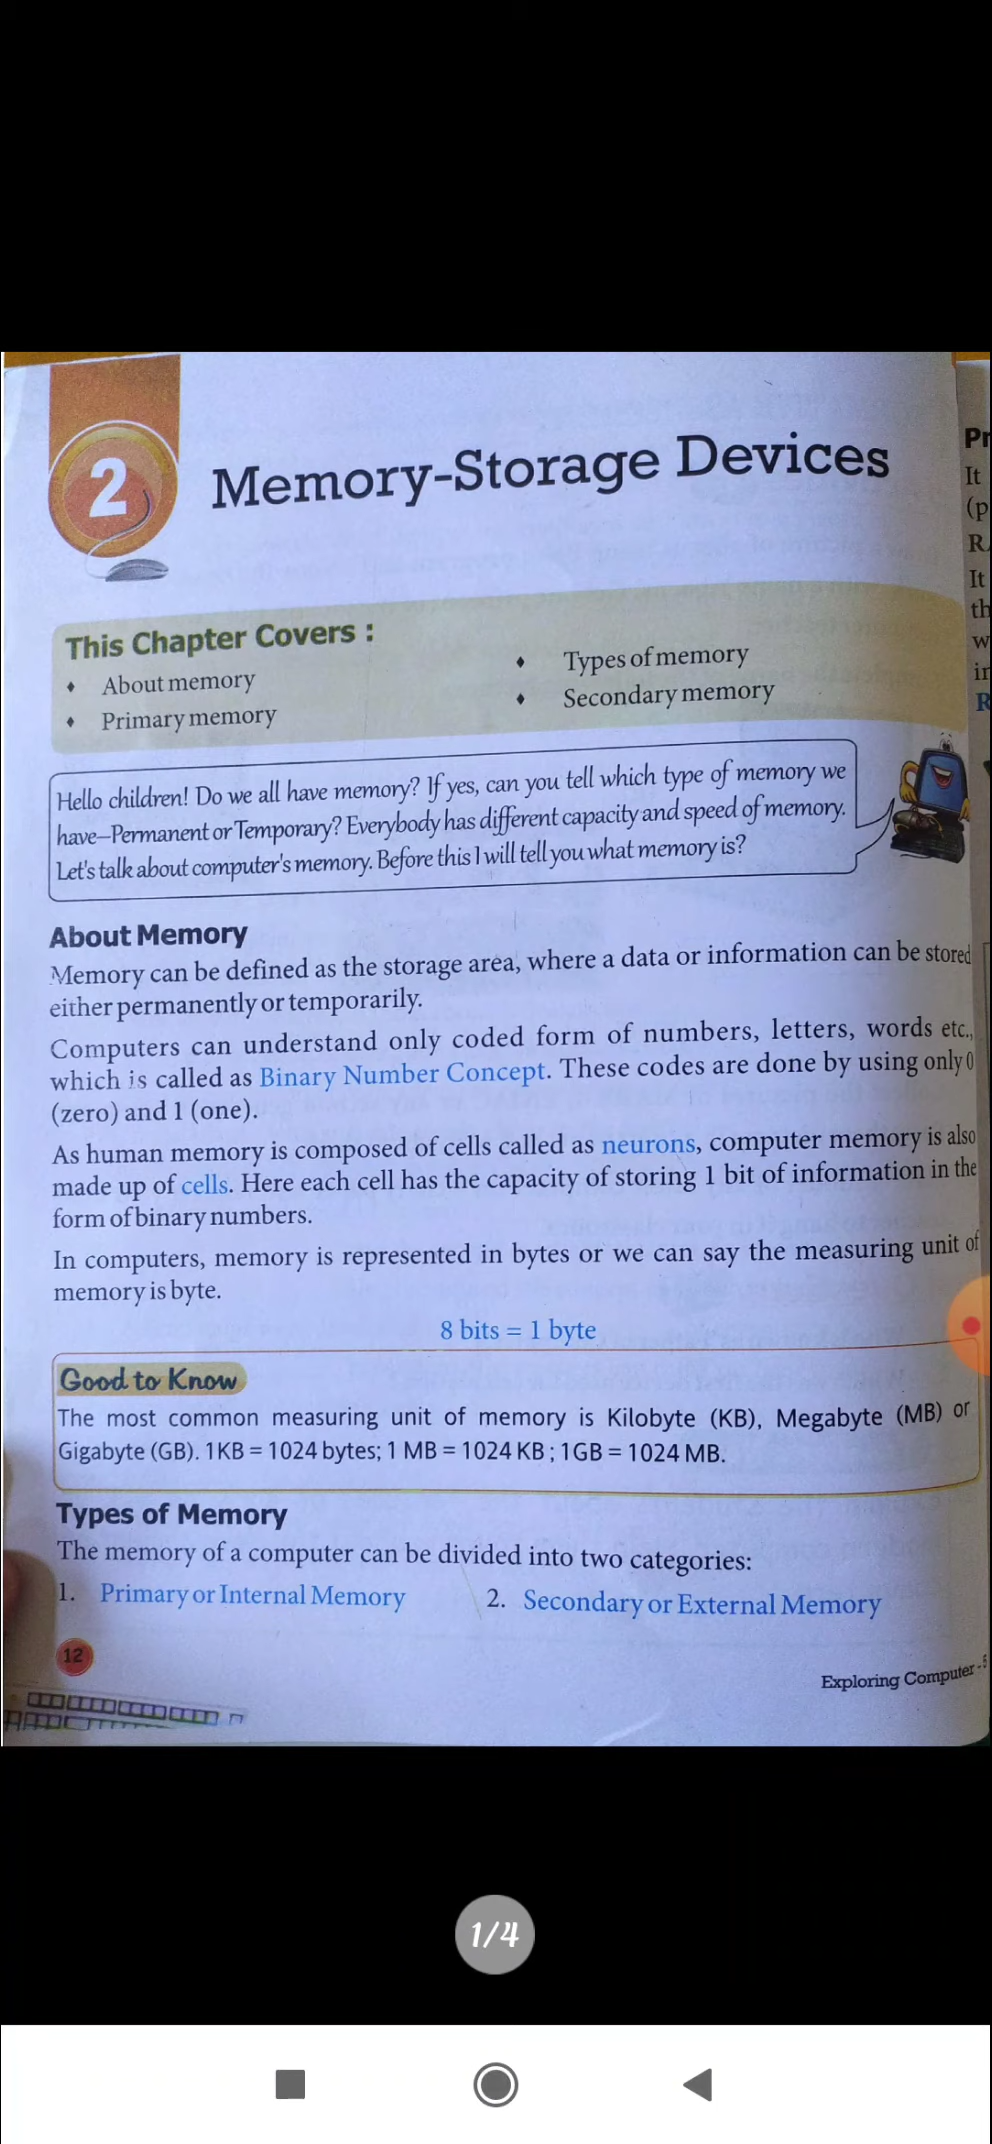 2
Memory-Storage Devices
This Chapter Covers :
♦ About memory
♦ Primary memory
♦ Types of memory
♦ Secondary memory
Hello children! Do we all have memory? If yes, can you tell which type of memory we
have—Permanent or Temporary? Everybody has different capacity and speed of memory.
Let's talk about computer's memory. Before this I will tell you what memory is?
About Memory
Memory can be defined as the storage area, where a data or information can be stored
either permanently or temporarily.
Computers can understand only coded form of numbers, letters, words etc.,
which is called as Binary Number Concept. These codes are done by using only 0
(zero) and 1 (one).
As human memory is composed of cells called as neurons, computer memory is also
made up of cells. Here each cell has the capacity of storing 1 bit of information in the
form of binary numbers.
In computers, memory is represented in bytes or we can say the measuring unit of
memory is byte.
8 bits = 1 byte
Good to Know
The most common measuring unit of memory is Kilobyte (KB), Megabyte (MB) or
Gigabyte (GB). 1KB = 1024 bytes; 1 MB = 1024 KB ; 1GB = 1024 MB.
Types of Memory
The memory of a computer can be divided into two categories:
1. Primary or Internal Memory 2. Secondary or External Memory
12
Exploring Computer -5
Pr
It
(p
R
It
th
w
in
R
1/4